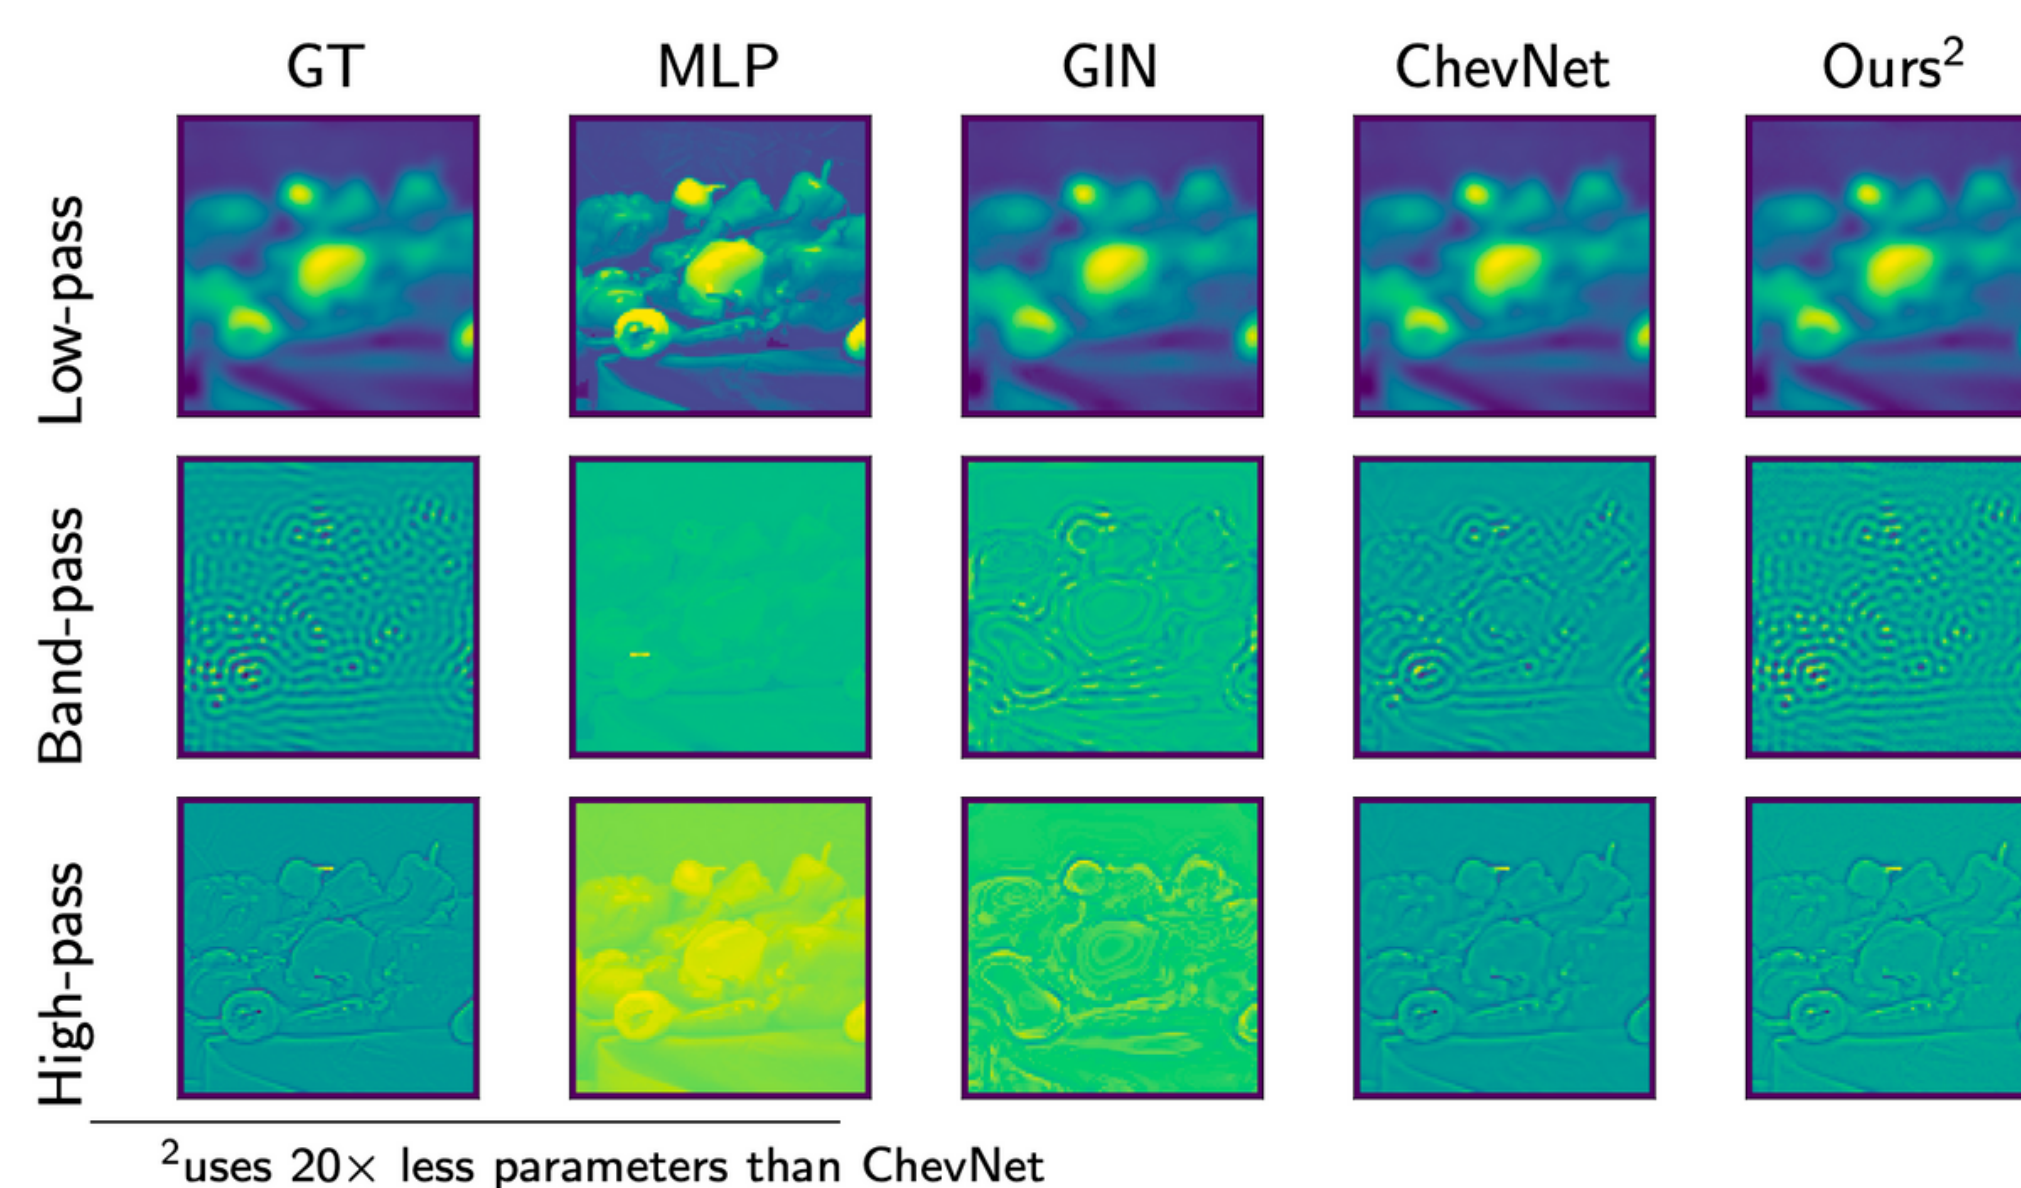 GT MLP GIN ChevNet Ours²
Low-pass
Band-pass
High-pass
²uses 20× less parameters than ChevNet